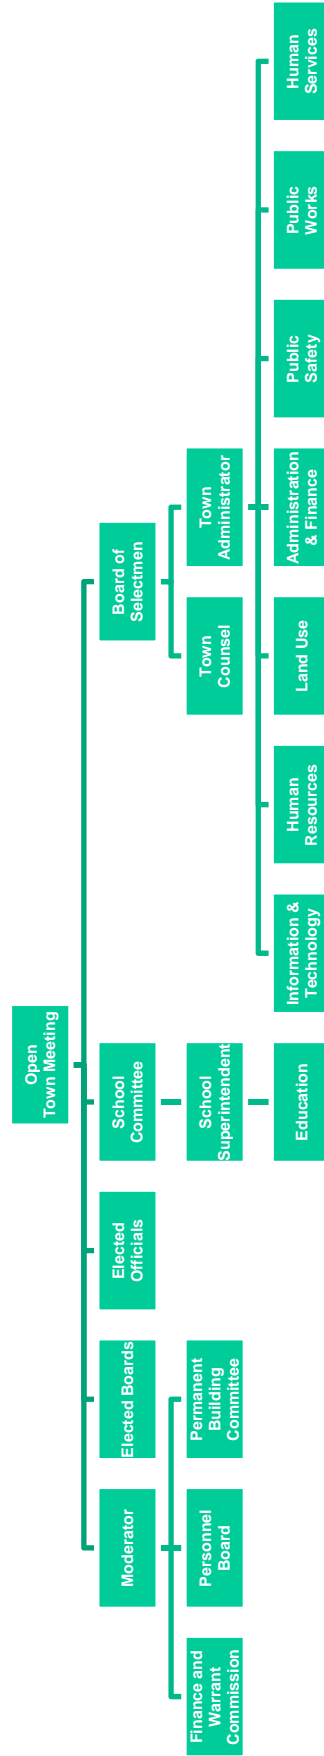 Open
Town Meeting
Moderator
Elected Boards
Elected
Officials
School
Committee
Board of
Selectmen
Finance and
Warrant
Commission
Personnel
Board
Permanent
Building
Committee
School
Superintendent
Town
Counsel
Town
Administrator
Education
Information &
Technology
Human
Resources
Land Use
Administration
& Finance
Public
Safety
Public
Works
Human
Services